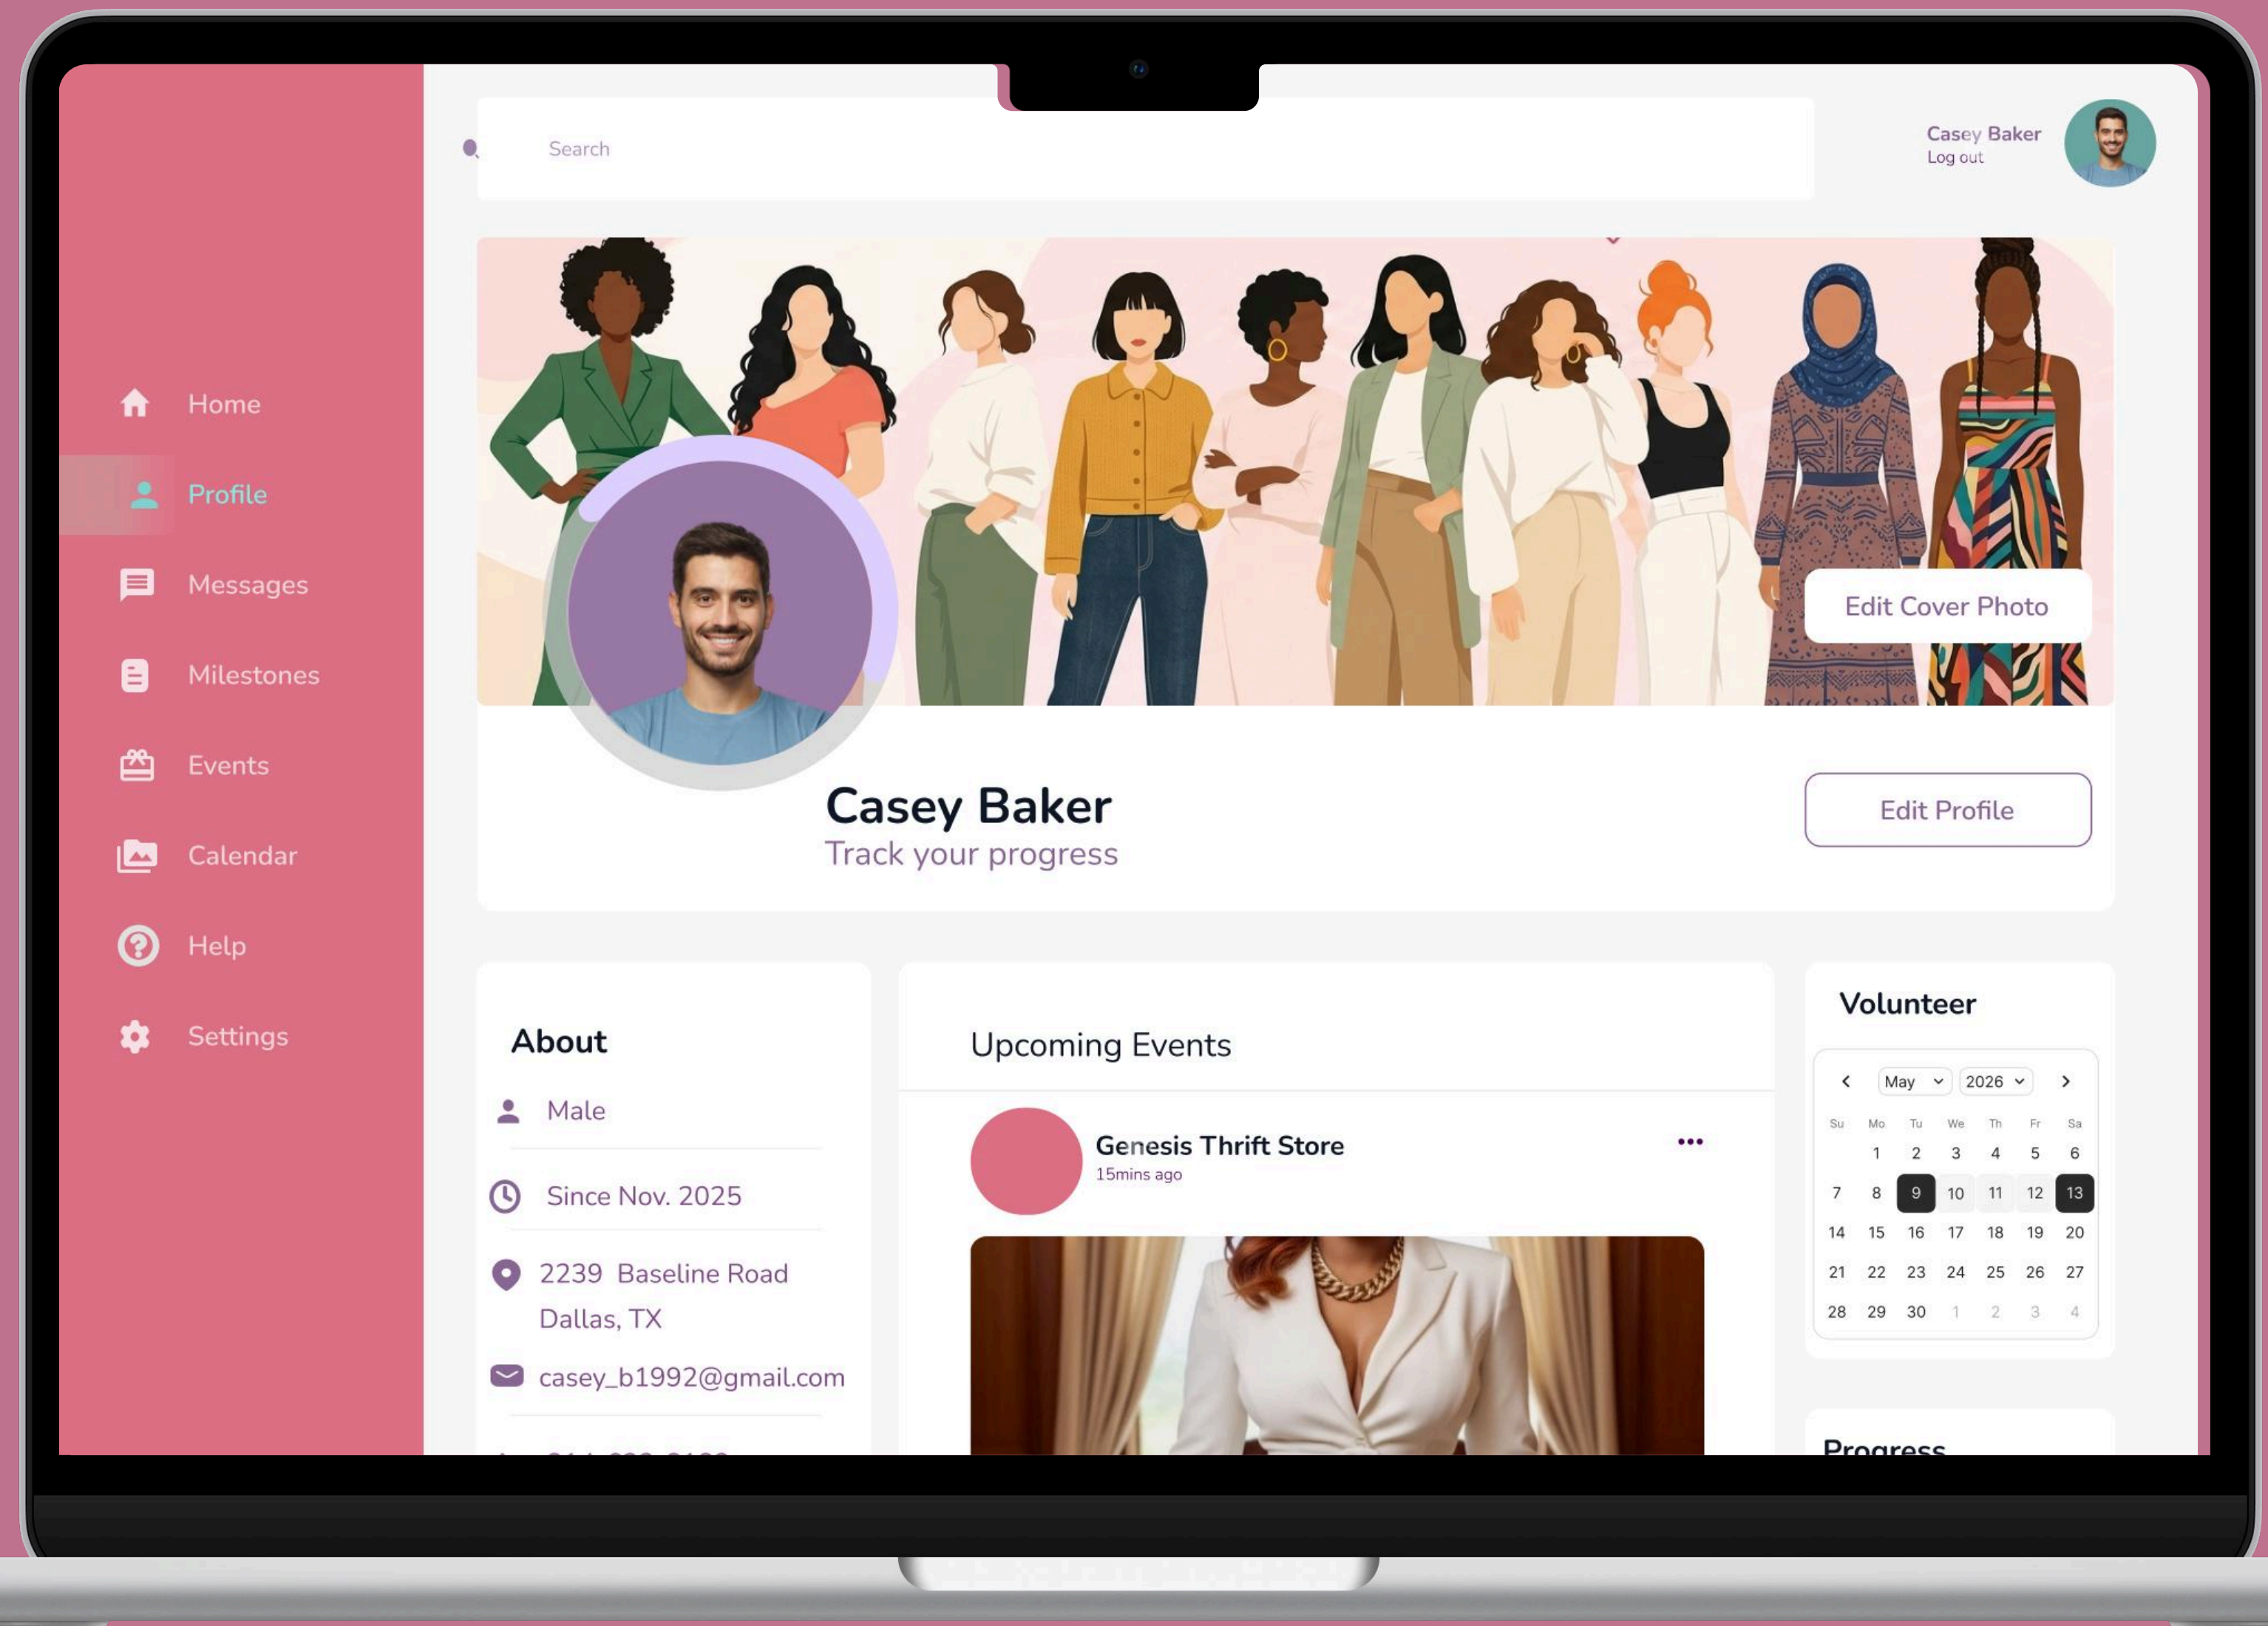 Search
Casey Baker
Log out
Home
Profile
Messages
Milestones
Events
Calendar
Help
Settings
Edit Cover Photo
Casey Baker
Track your progress
Edit Profile
About
Male
Since Nov. 2025
2239 Baseline Road
Dallas, TX
casey_b1992@gmail.com
Upcoming Events
Genesis Thrift Store
15mins ago
Volunteer
May 2026
Su Mo Tu We Th Fr Sa
1 2 3 4 5 6
7 8 9 10 11 12 13
14 15 16 17 18 19 20
21 22 23 24 25 26 27
28 29 30 1 2 3 4
Progress